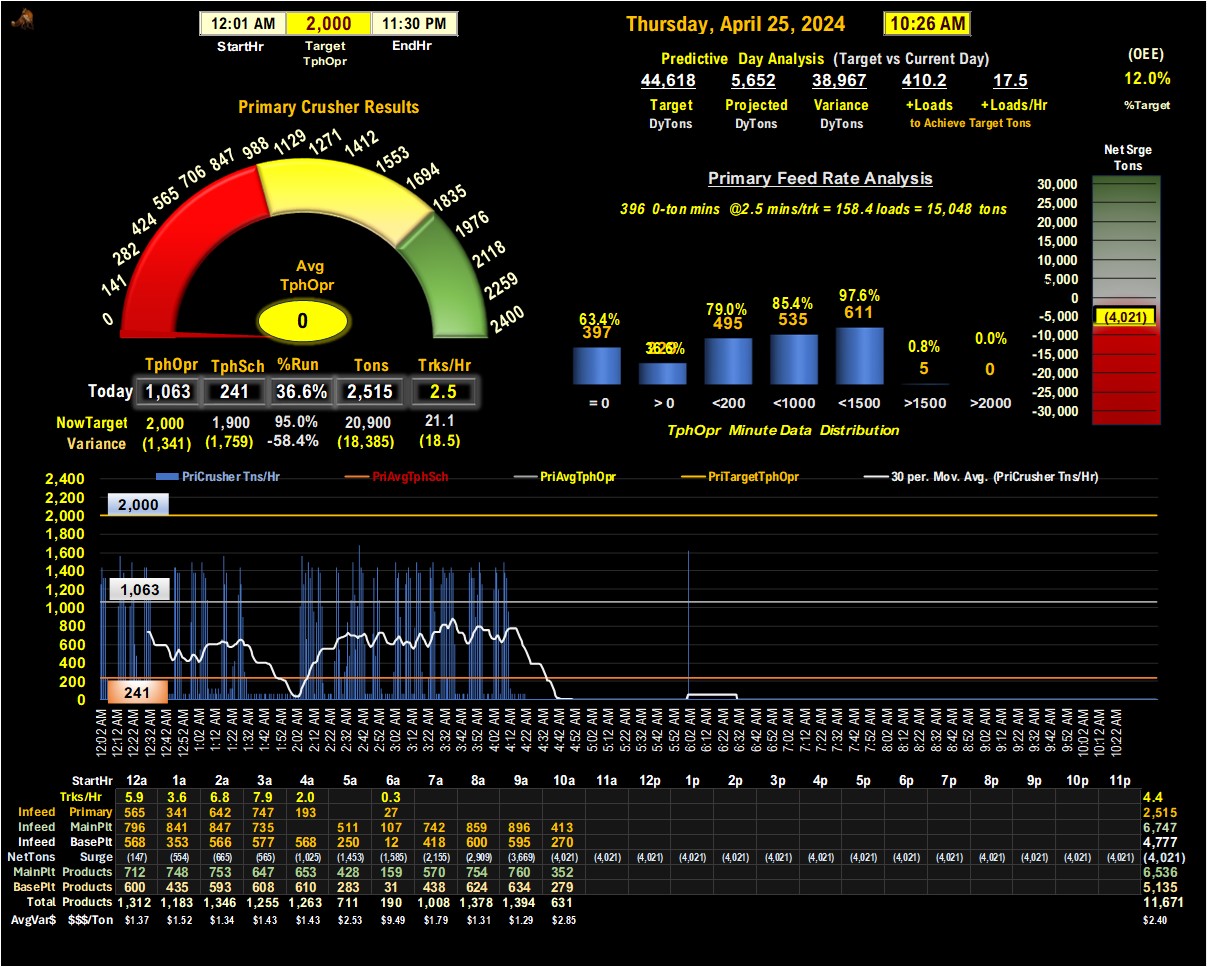 12:01 AM 2,000 11:30 PM
StartHr Target EndHr
TphOpr
Thursday, April 25, 2024 10:26 AM
Predictive Day Analysis (Target vs Current Day)
44,618 5,652 38,967 410.2 17.5
Target Projected Variance +Loads +Loads/Hr
DyTons DyTons DyTons to Achieve Target Tons
(OEE)
12.0%
%Target
Primary Crusher Results
0 141 282 424 565 706 847 988 1129 1271 1412 1553 1694 1835 1976 2118 2259 2400
Avg
TphOpr
0
TphOpr TphSch %Run Tons Trks/Hr
Today 1,063 241 36.6% 2,515 2.5
NowTarget 2,000 1,900 95.0% 20,900 21.1
Variance (1,341) (1,759) -58.4% (18,385) (18.5)
Primary Feed Rate Analysis
396 0-ton mins @2.5 mins/trk = 158.4 loads = 15,048 tons
63.4% 79.0% 85.4% 97.6% 0.8% 0.0%
397 495 535 611 5 0
= 0 > 0 <200 <1000 <1500 >1500 >2000
TphOpr Minute Data Distribution
Net Srge
Tons
30,000
25,000
20,000
15,000
10,000
5,000
0
-5,000
(4,021)
-10,000
-15,000
-20,000
-25,000
-30,000
PriCrusher Tns/Hr PriAvgTphSch PriAvgTphOpr PriTargetTphOpr 30 per. Mov. Avg. (PriCrusher Tns/Hr)
2,400
2,200
2,000
1,800
1,600
1,400
1,200
1,000
800
600
400
200
0
2,000
1,063
241
12:02 AM 12:12 AM 12:22 AM 12:32 AM 12:42 AM 12:52 AM 1:02 AM 1:12 AM 1:22 AM 1:32 AM 1:42 AM 1:52 AM 2:02 AM 2:12 AM 2:22 AM 2:32 AM 2:42 AM 2:52 AM 3:02 AM 3:12 AM 3:22 AM 3:32 AM 3:42 AM 3:52 AM 4:02 AM 4:12 AM 4:22 AM 4:32 AM 4:42 AM 4:52 AM 5:02 AM 5:12 AM 5:22 AM 5:32 AM 5:42 AM 5:52 AM 6:02 AM 6:12 AM 6:22 AM 6:32 AM 6:42 AM 6:52 AM 7:02 AM 7:12 AM 7:22 AM 7:32 AM 7:42 AM 7:52 AM 8:02 AM 8:12 AM 8:22 AM 8:32 AM 8:42 AM 8:52 AM 9:02 AM 9:12 AM 9:22 AM 9:32 AM 9:42 AM 9:52 AM 10:02 AM 10:12 AM 10:22 AM
StartHr 12a 1a 2a 3a 4a 5a 6a 7a 8a 9a 10a 11a 12p 1p 2p 3p 4p 5p 6p 7p 8p 9p 10p 11p
Trks/Hr 5.9 3.6 6.8 7.9 2.0 0.3 4.4
Infeed Primary 565 341 642 747 193 27 2,515
Infeed MainPlt 796 841 847 735 511 107 742 859 896 413 6,747
Infeed BasePlt 568 353 566 577 568 250 12 418 600 595 270 4,777
NetTons Surge (147) (554) (665) (565) (1,025) (1,453) (1,585) (2,155) (2,909) (3,669) (4,021) (4,021) (4,021) (4,021) (4,021) (4,021) (4,021) (4,021) (4,021) (4,021) (4,021) (4,021) (4,021) (4,021) (4,021)
MainPlt Products 712 748 753 647 653 428 159 570 754 760 352 6,536
BasePlt Products 600 435 593 608 610 283 31 438 624 634 279 5,135
Total Products 1,312 1,183 1,346 1,255 1,263 711 190 1,008 1,378 1,394 631 11,671
AvgVar$ $$$/Ton $1.37 $1.52 $1.34 $1.43 $1.43 $2.53 $9.49 $1.79 $1.31 $1.29 $2.85 $2.40